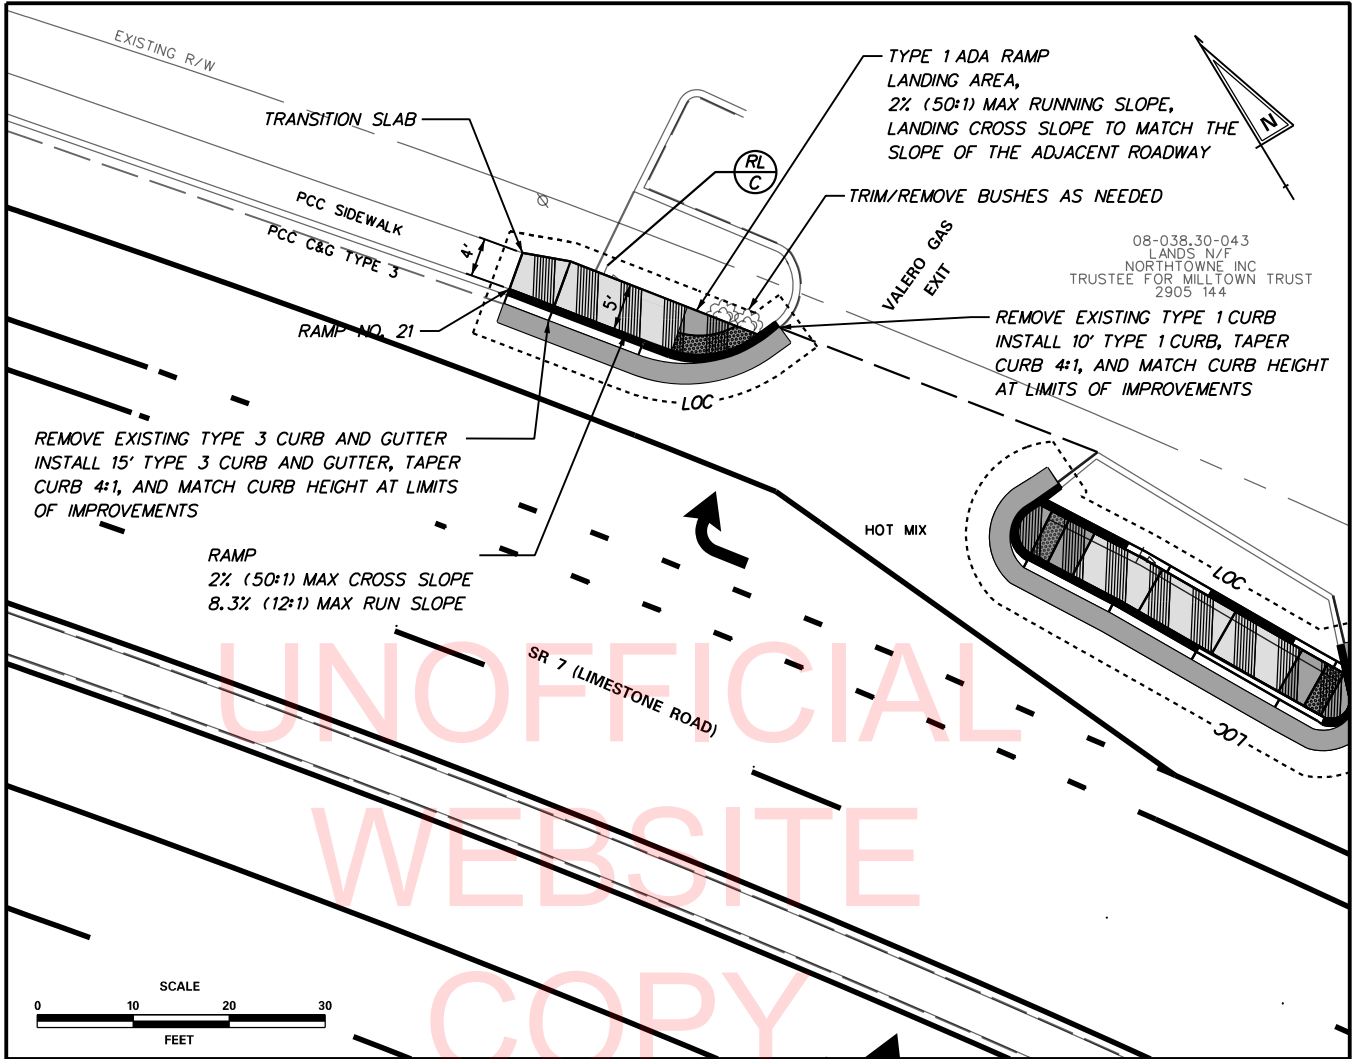 EXISTING R/W
TYPE 1 ADA RAMP
LANDING AREA,
2% (50:1) MAX RUNNING SLOPE,
LANDING CROSS SLOPE TO MATCH THE
SLOPE OF THE ADJACENT ROADWAY
N
TRANSITION SLAB
RL
C
TRIM/REMOVE BUSHES AS NEEDED
PCC SIDEWALK
PCC C&G TYPE 3
4'
5'
VALERO GAS
EXIT
08-038.30-043
LANDS N/F
NORTHTOWNE INC
TRUSTEE FOR MILLTOWN TRUST
2905 144
RAMP NO. 21
REMOVE EXISTING TYPE 1 CURB
INSTALL 10' TYPE 1 CURB, TAPER
CURB 4:1, AND MATCH CURB HEIGHT
AT LIMITS OF IMPROVEMENTS
LOC
REMOVE EXISTING TYPE 3 CURB AND GUTTER
INSTALL 15' TYPE 3 CURB AND GUTTER, TAPER
CURB 4:1, AND MATCH CURB HEIGHT AT LIMITS
OF IMPROVEMENTS
HOT MIX
RAMP
2% (50:1) MAX CROSS SLOPE
8.3% (12:1) MAX RUN SLOPE
LOC
LOC
SR 7 (LIMESTONE ROAD)
UNOFFICIAL
WEBSITE
COPY
SCALE
0 10 20 30
FEET